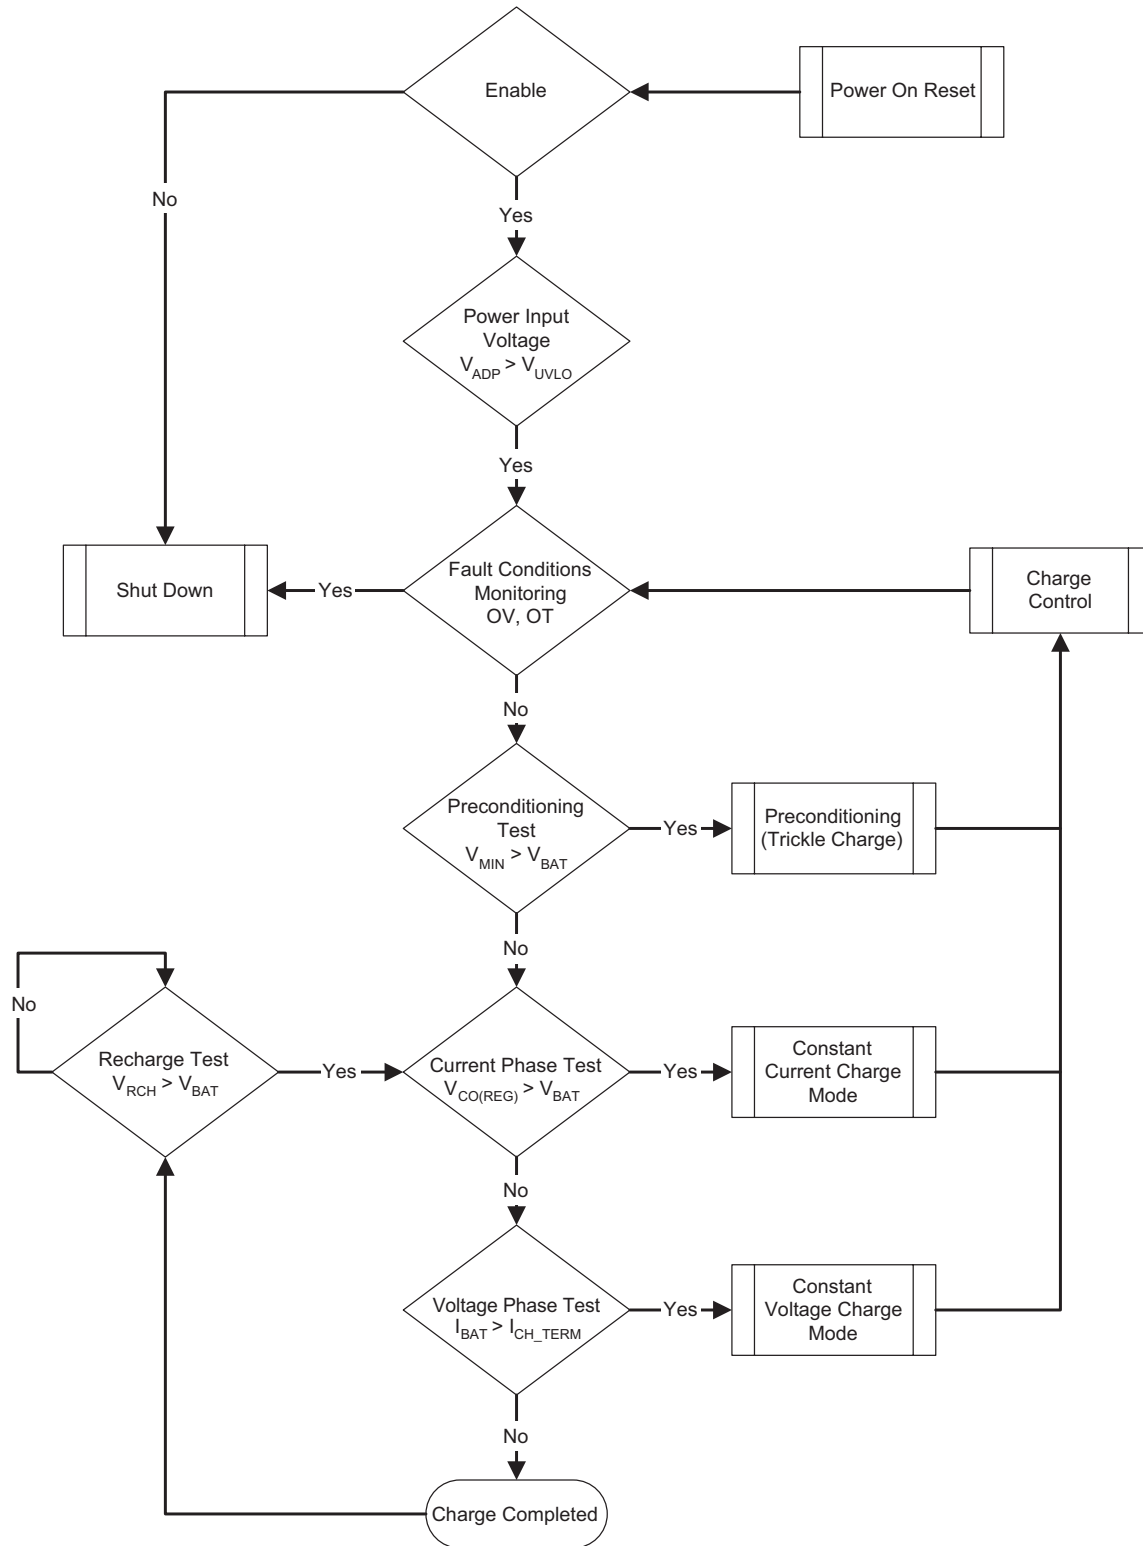 Enable
Power On Reset
No
Yes
Power Input
Voltage
V_ADP > V_UVLO
Yes
Shut Down
Yes
Fault Conditions
Monitoring
OV, OT
Charge
Control
No
Preconditioning
Test
V_MIN > V_BAT
Yes
Preconditioning
(Trickle Charge)
No
No
Recharge Test
V_RCH > V_BAT
Yes
Current Phase Test
V_CO(REG) > V_BAT
Yes
Constant
Current Charge
Mode
No
Voltage Phase Test
I_BAT > I_CH_TERM
Yes
Constant
Voltage Charge
Mode
No
Charge Completed